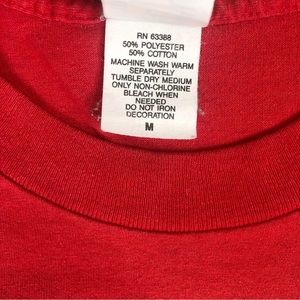 RN 63388
50% POLYESTER
50% COTTON
MACHINE WASH WARM
SEPARATELY
TUMBLE DRY MEDIUM
ONLY NON-CHLORINE
BLEACH WHEN
NEEDED
DO NOT IRON
DECORATION
M